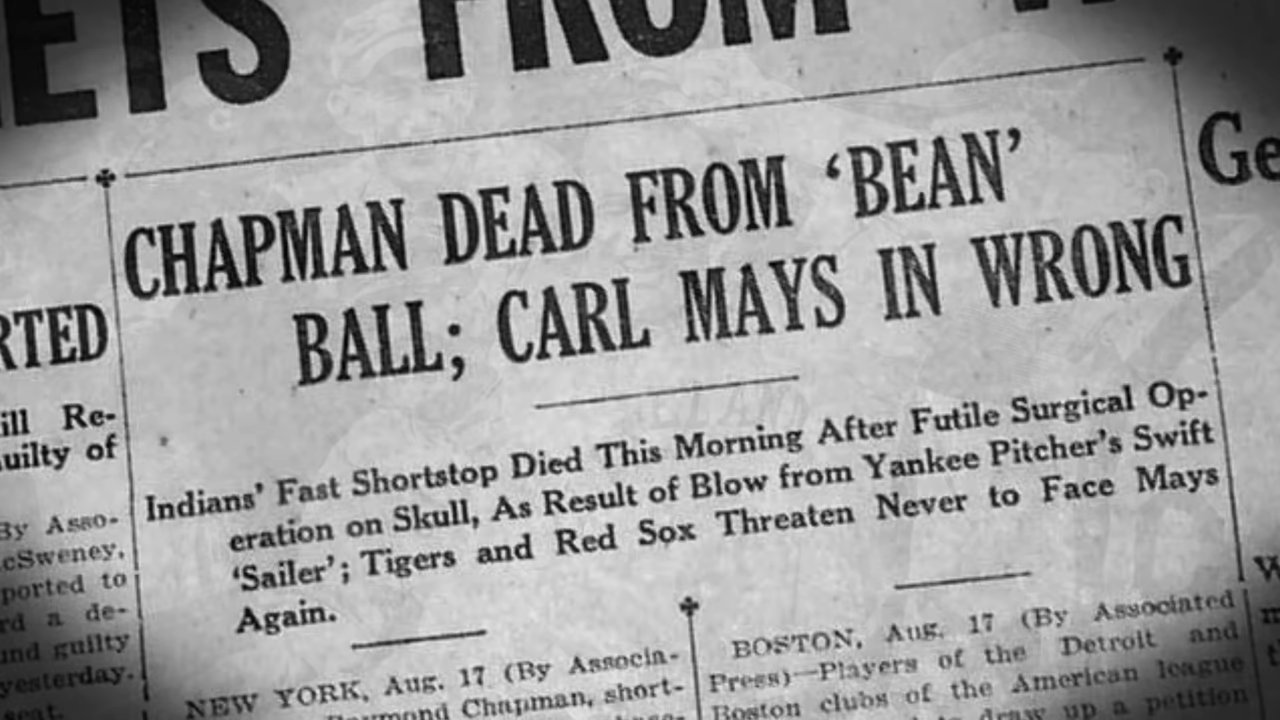 ETS FROM
CHAPMAN DEAD FROM ‘BEAN’
BALL; CARL MAYS IN WRONG
Indians’ Fast Shortstop Died This Morning After Futile Surgical Op-
eration on Skull, As Result of Blow from Yankee Pitcher’s Swift
‘Sailer’; Tigers and Red Sox Threaten Never to Face Mays
Again.
NEW YORK, Aug. 17 (By Associa-
Raymond Chapman, short-
BOSTON, Aug. 17 (By Associated
Press)—Players of the Detroit and
Boston clubs of the American league
draw up a petition
RTED
ill Re-
uilty of
By Asso-
cSweney,
ported to
rd a de-
und guilty
yesterday.
seat.
Ge